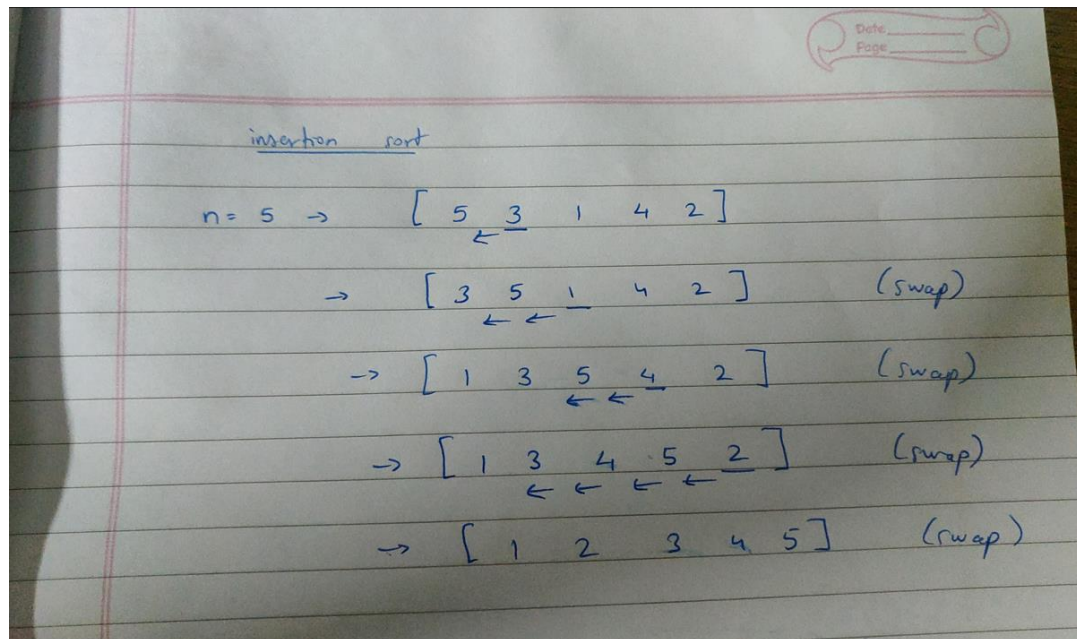 Date
Page
insertion sort
n = 5 → [ 5 3 1 4 2 ]
←
→ [ 3 5 1 4 2 ] (swap)
← ←
→ [ 1 3 5 4 2 ] (swap)
← ←
→ [ 1 3 4 5 2 ] (swap)
← ← ← ←
→ [ 1 2 3 4 5 ] (swap)